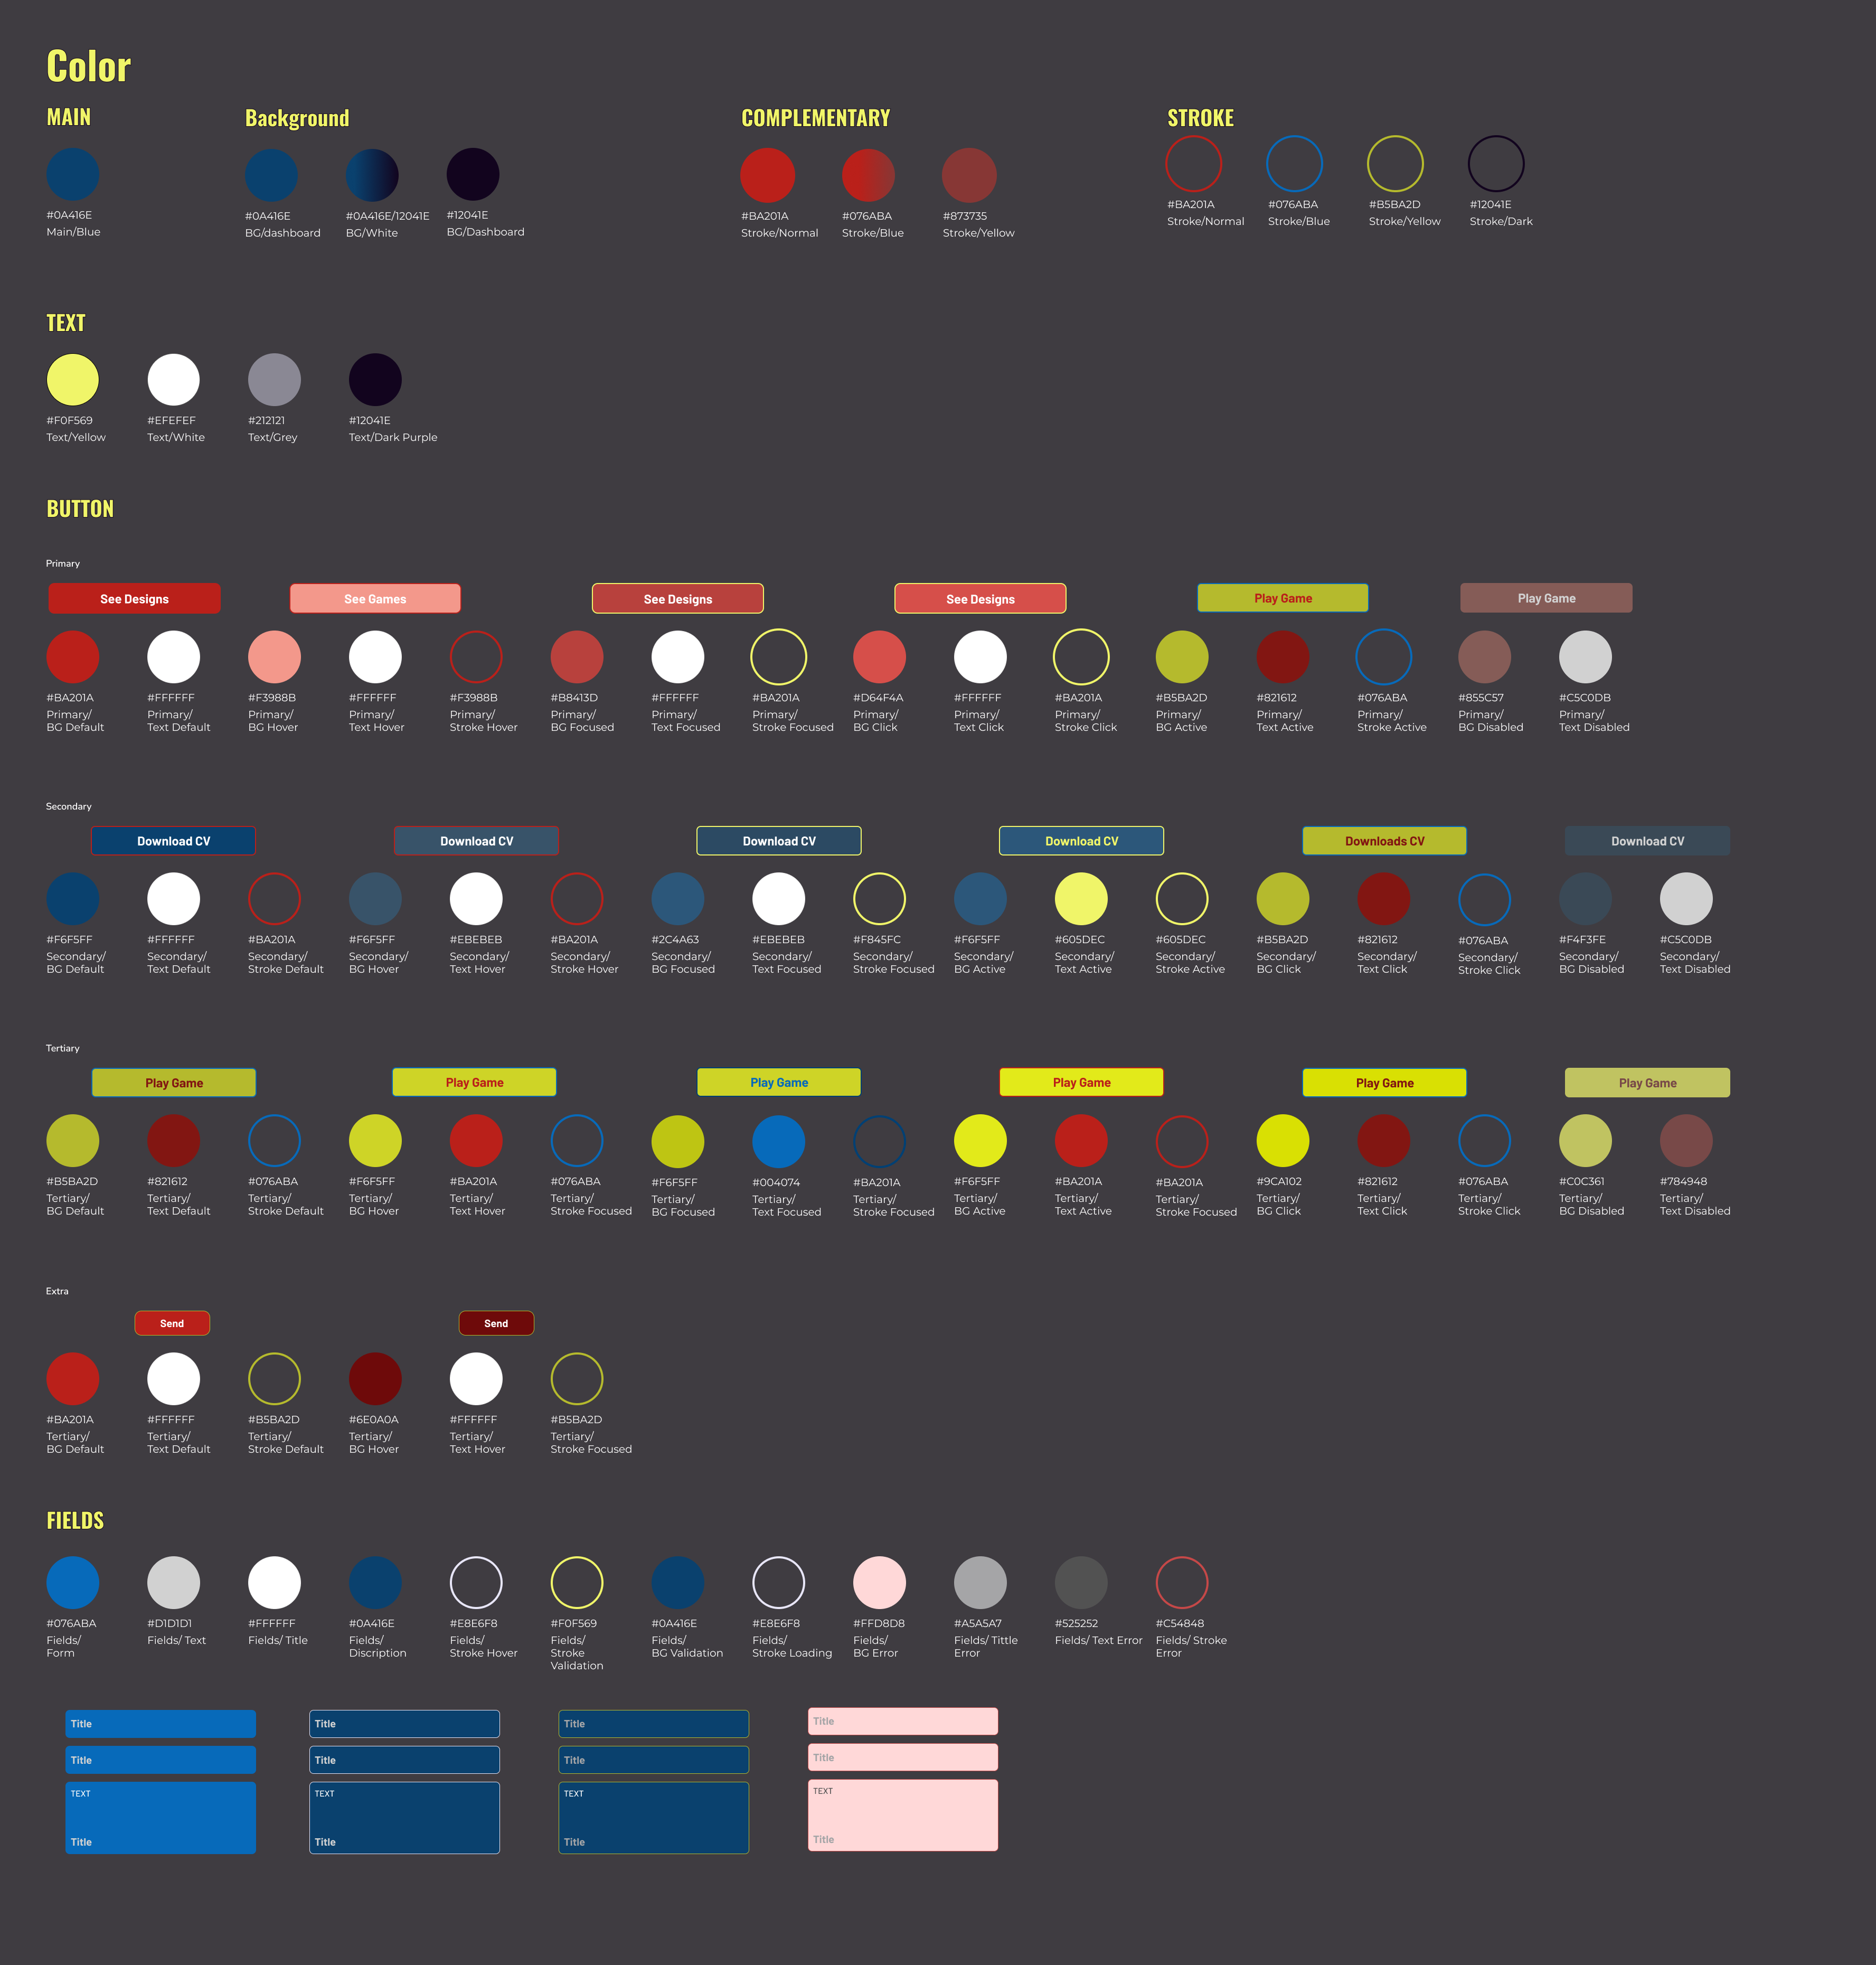 Color
MAIN
#0A416E
Main/Blue
Background
#0A416E
BG/dashboard
#0A416E/12041E
BG/White
#12041E
BG/Dashboard
COMPLEMENTARY
#BA201A
Stroke/Normal
#076ABA
Stroke/Blue
#873735
Stroke/Yellow
STROKE
#BA201A
Stroke/Normal
#076ABA
Stroke/Blue
#B5BA2D
Stroke/Yellow
#12041E
Stroke/Dark
TEXT
#F0F569
Text/Yellow
#EFEFEF
Text/White
#212121
Text/Grey
#12041E
Text/Dark Purple
BUTTON
Primary
See Designs
See Games
See Designs
See Designs
Play Game
Play Game
#BA201A
Primary/
BG Default
#FFFFFF
Primary/
Text Default
#F3988B
Primary/
BG Hover
#FFFFFF
Primary/
Text Hover
#F3988B
Primary/
Stroke Hover
#B8413D
Primary/
BG Focused
#FFFFFF
Primary/
Text Focused
#BA201A
Primary/
Stroke Focused
#D64F4A
Primary/
BG Click
#FFFFFF
Primary/
Text Click
#BA201A
Primary/
Stroke Click
#B5BA2D
Primary/
BG Active
#821612
Primary/
Text Active
#076ABA
Primary/
Stroke Active
#855C57
Primary/
BG Disabled
#C5C0DB
Primary/
Text Disabled
Secondary
Download CV
Download CV
Download CV
Download CV
Downloads CV
Download CV
#F6F5FF
Secondary/
BG Default
#FFFFFF
Secondary/
Text Default
#BA201A
Secondary/
Stroke Default
#F6F5FF
Secondary/
BG Hover
#EBEBEB
Secondary/
Text Hover
#BA201A
Secondary/
Stroke Hover
#2C4A63
Secondary/
BG Focused
#EBEBEB
Secondary/
Text Focused
#F845FC
Secondary/
Stroke Focused
#F6F5FF
Secondary/
BG Active
#605DEC
Secondary/
Text Active
#605DEC
Secondary/
Stroke Active
#B5BA2D
Secondary/
BG Click
#821612
Secondary/
Text Click
#076ABA
Secondary/
Stroke Click
#F4F3FE
Secondary/
BG Disabled
#C5C0DB
Secondary/
Text Disabled
Tertiary
Play Game
Play Game
Play Game
Play Game
Play Game
Play Game
#B5BA2D
Tertiary/
BG Default
#821612
Tertiary/
Text Default
#076ABA
Tertiary/
Stroke Default
#F6F5FF
Tertiary/
BG Hover
#BA201A
Tertiary/
Text Hover
#076ABA
Tertiary/
Stroke Focused
#F6F5FF
Tertiary/
BG Focused
#004074
Tertiary/
Text Focused
#BA201A
Tertiary/
Stroke Focused
#F6F5FF
Tertiary/
BG Active
#BA201A
Tertiary/
Text Active
#BA201A
Tertiary/
Stroke Focused
#9CA102
Tertiary/
BG Click
#821612
Tertiary/
Text Click
#076ABA
Tertiary/
Stroke Click
#C0C361
Tertiary/
BG Disabled
#784948
Tertiary/
Text Disabled
Extra
Send
Send
#BA201A
Tertiary/
BG Default
#FFFFFF
Tertiary/
Text Default
#B5BA2D
Tertiary/
Stroke Default
#6E0A0A
Tertiary/
BG Hover
#FFFFFF
Tertiary/
Text Hover
#B5BA2D
Tertiary/
Stroke Focused
FIELDS
#076ABA
Fields/
Form
#D1D1D1
Fields/ Text
#FFFFFF
Fields/ Title
#0A416E
Fields/
Discription
#E8E6F8
Fields/
Stroke Hover
#F0F569
Fields/
Stroke
Validation
#0A416E
Fields/
BG Validation
#E8E6F8
Fields/
Stroke Loading
#FFD8D8
Fields/
BG Error
#A5A5A7
Fields/ Tittle
Error
#525252
Fields/ Text Error
#C54848
Fields/ Stroke
Error
Title
Title
TEXT
Title
Title
Title
TEXT
Title
Title
Title
TEXT
Title
Title
Title
TEXT
Title